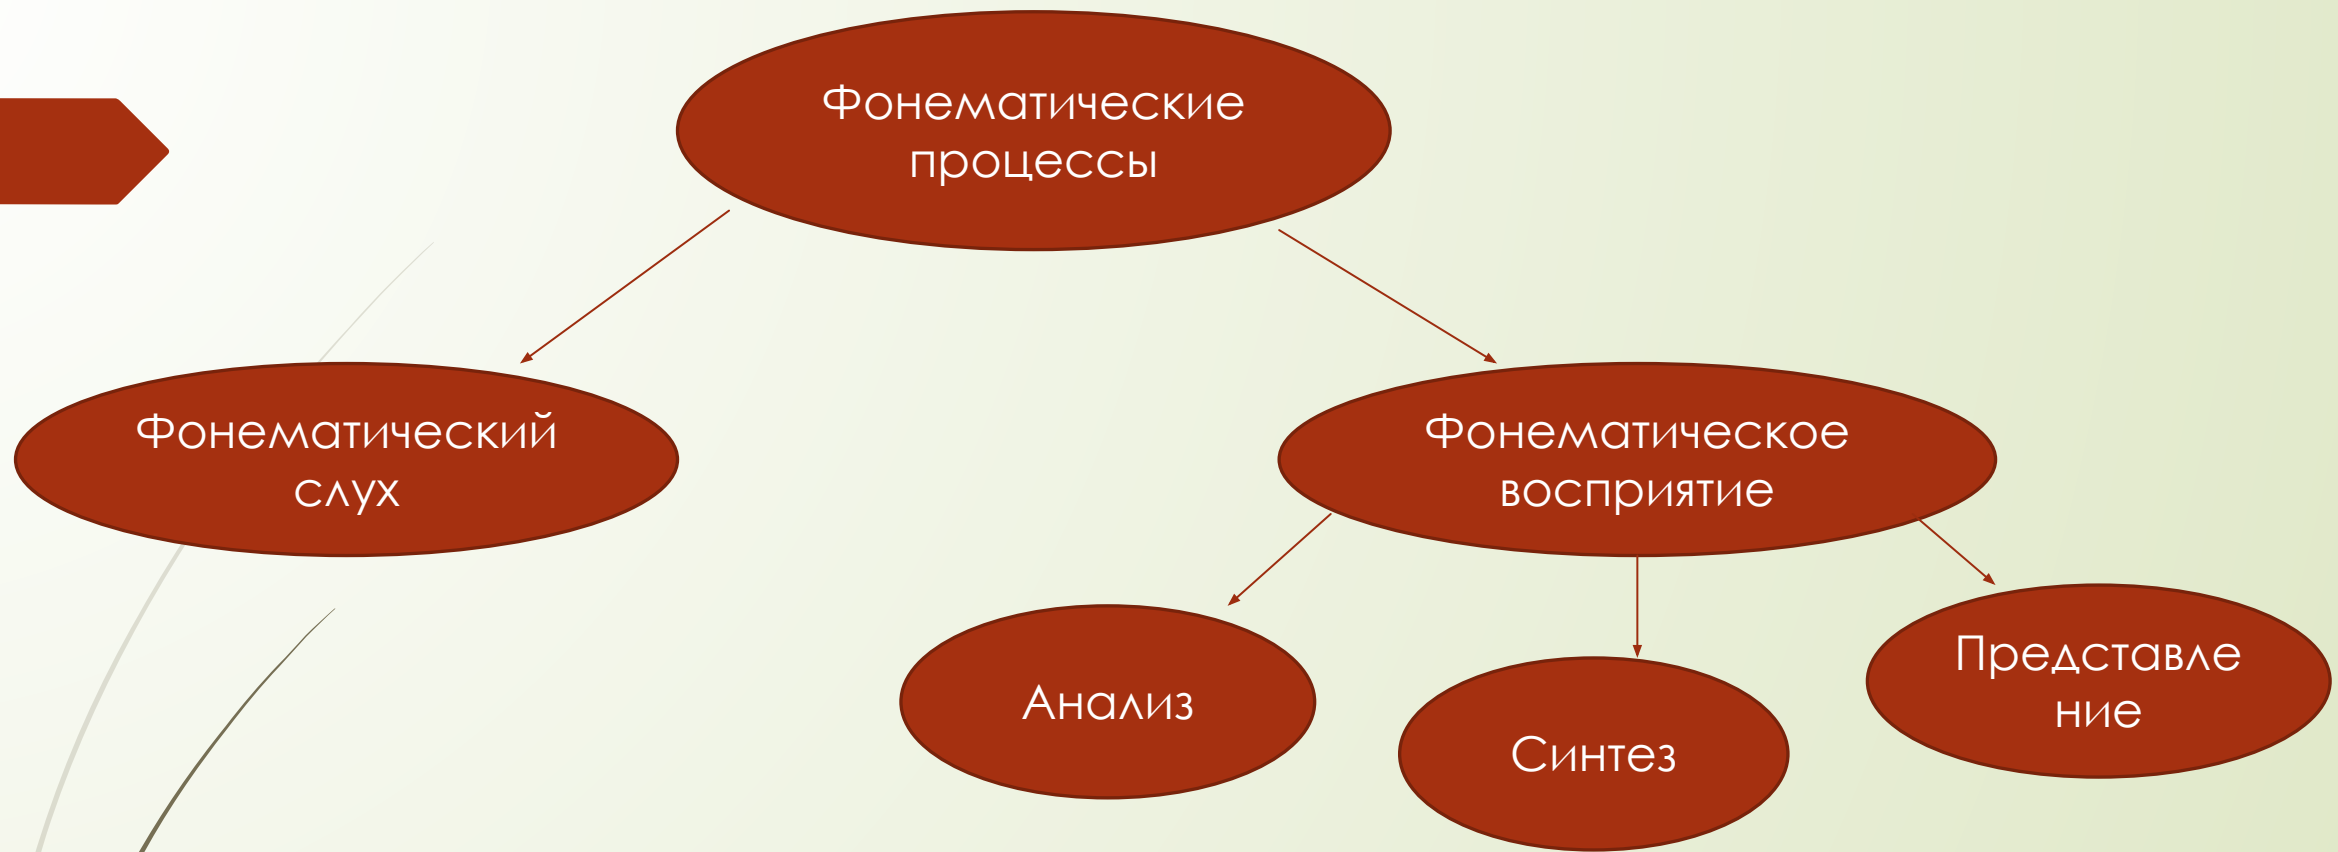 Фонематические
процессы
Фонематический
слух
Фонематическое
восприятие
Анализ
Синтез
Представле
ние